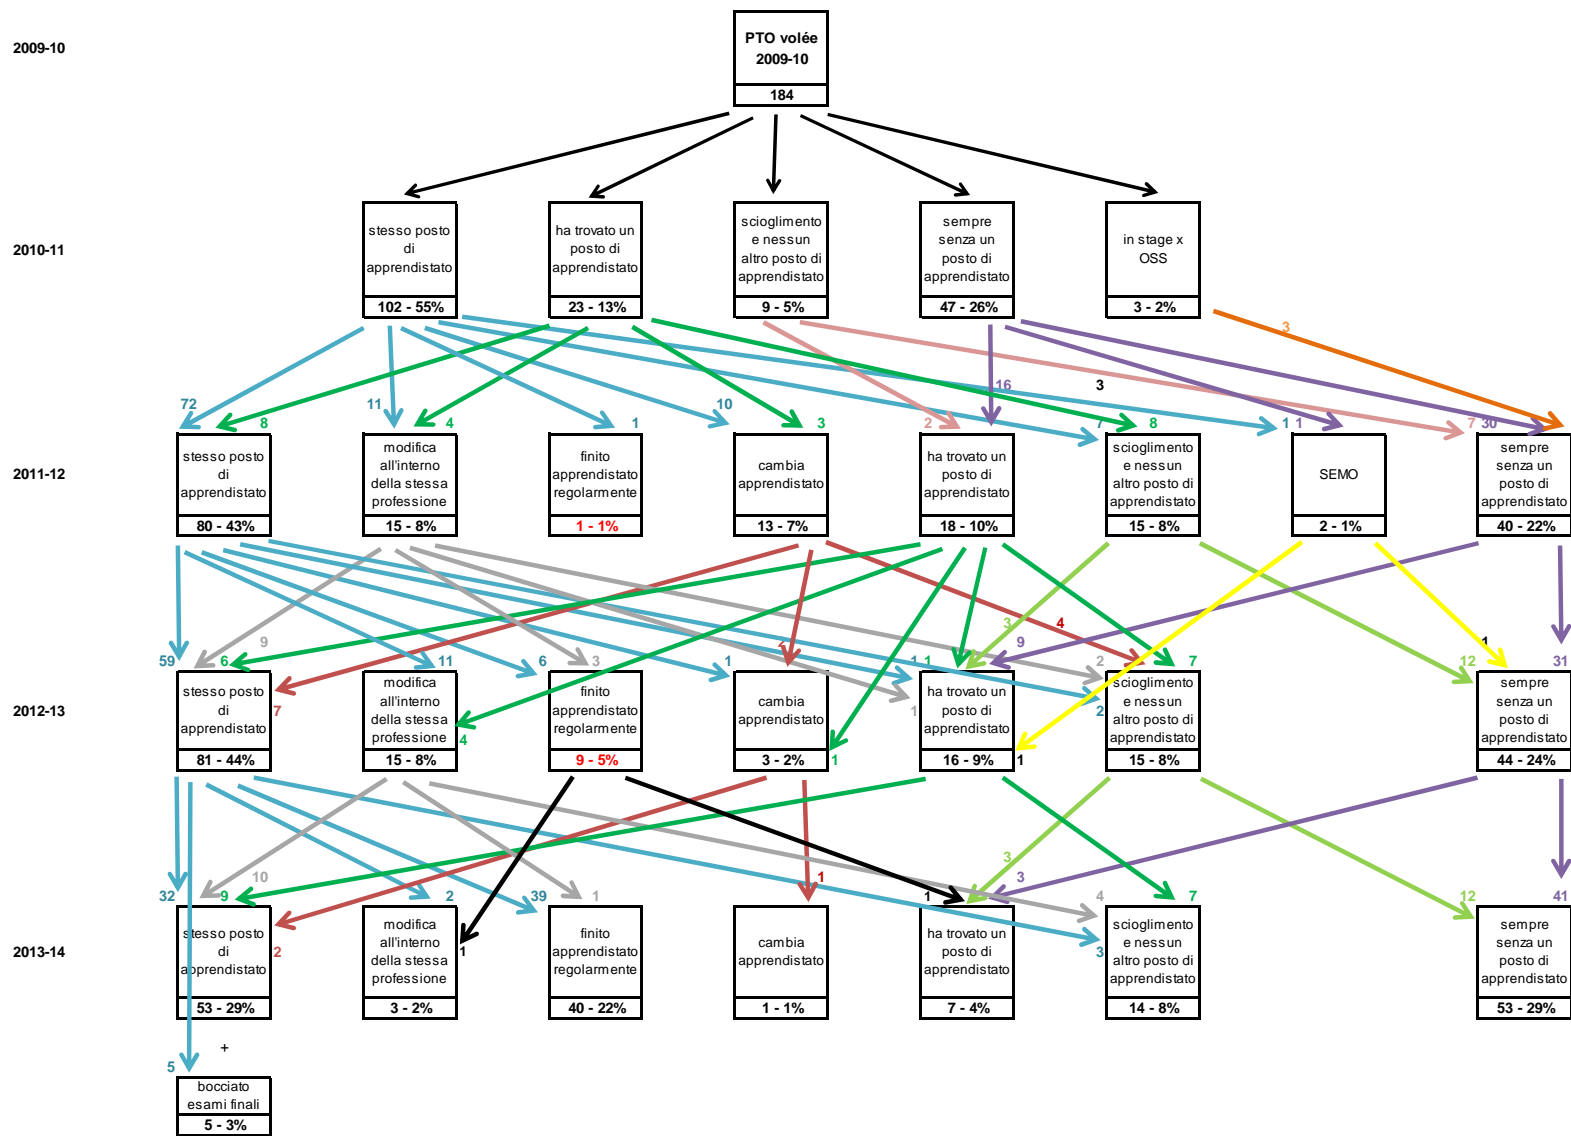 2009-10
PTO volée
2009-10
184
2010-11
stesso posto
di
apprendistato
102 - 55%
ha trovato un
posto di
apprendistato
23 - 13%
scioglimento
e nessun
altro posto di
apprendistato
9 - 5%
sempre
senza un
posto di
apprendistato
47 - 26%
in stage x
OSS
3 - 2%
3
16
3
72
8
11
4
1
10
3
2
7
8
1
1
7
30
2011-12
stesso posto
di
apprendistato
80 - 43%
modifica
all'interno
della stessa
professione
15 - 8%
finito
apprendistato
regolarmente
1 - 1%
cambia
apprendistato
13 - 7%
ha trovato un
posto di
apprendistato
18 - 10%
scioglimento
e nessun
altro posto di
apprendistato
15 - 8%
SEMO
2 - 1%
sempre
senza un
posto di
apprendistato
40 - 22%
3
4
9
9
2
1
59
6
11
6
3
1
1
1
2
7
12
31
7
4
1
1
1
2
2012-13
stesso posto
di
apprendistato
81 - 44%
modifica
all'interno
della stessa
professione
15 - 8%
finito
apprendistato
regolarmente
9 - 5%
cambia
apprendistato
3 - 2%
ha trovato un
posto di
apprendistato
16 - 9%
scioglimento
e nessun
altro posto di
apprendistato
15 - 8%
sempre
senza un
posto di
apprendistato
44 - 24%
3
10
1
3
32
9
2
39
1
1
4
7
12
41
2
1
3
2013-14
stesso posto
di
apprendistato
53 - 29%
modifica
all'interno
della stessa
professione
3 - 2%
finito
apprendistato
regolarmente
40 - 22%
cambia
apprendistato
1 - 1%
ha trovato un
posto di
apprendistato
7 - 4%
scioglimento
e nessun
altro posto di
apprendistato
14 - 8%
sempre
senza un
posto di
apprendistato
53 - 29%
+
5
bocciato
esami finali
5 - 3%